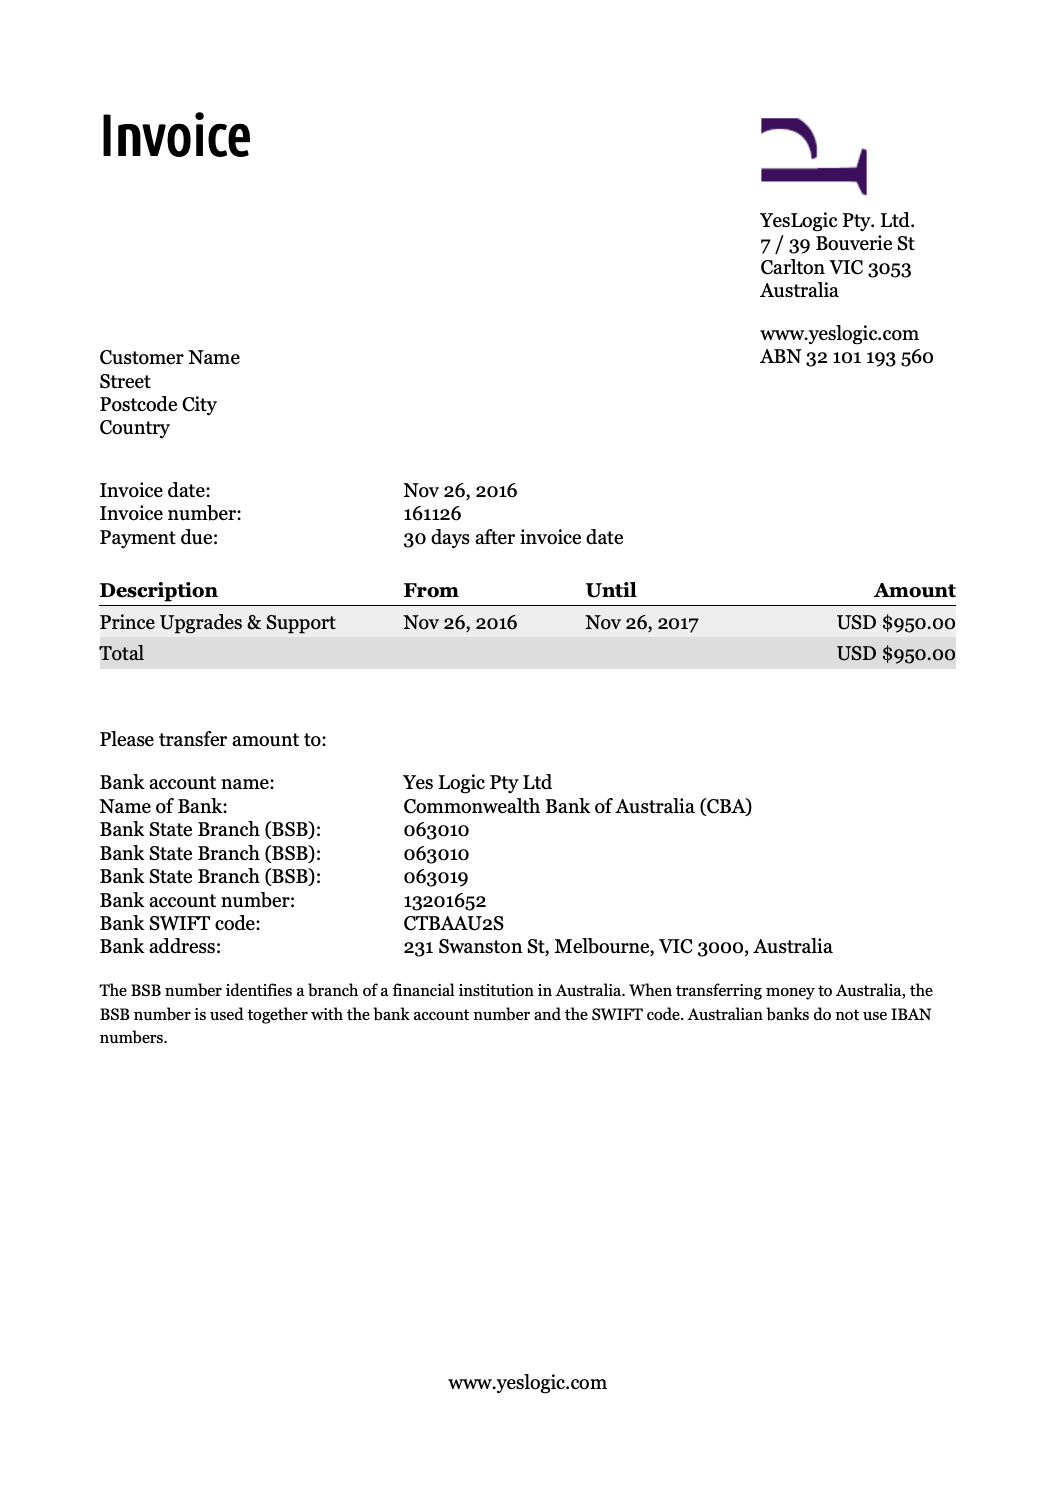 Invoice
YesLogic Pty. Ltd.
7 / 39 Bouverie St
Carlton VIC 3053
Australia
www.yeslogic.com
ABN 32 101 193 560
Customer Name
Street
Postcode City
Country
Invoice date: Nov 26, 2016
Invoice number: 161126
Payment due: 30 days after invoice date
Description From Until Amount
Prince Upgrades & Support Nov 26, 2016 Nov 26, 2017 USD $950.00
Total USD $950.00
Please transfer amount to:
Bank account name: Yes Logic Pty Ltd
Name of Bank: Commonwealth Bank of Australia (CBA)
Bank State Branch (BSB): 063010
Bank State Branch (BSB): 063010
Bank State Branch (BSB): 063019
Bank account number: 13201652
Bank SWIFT code: CTBAAU2S
Bank address: 231 Swanston St, Melbourne, VIC 3000, Australia
The BSB number identifies a branch of a financial institution in Australia. When transferring money to Australia, the
BSB number is used together with the bank account number and the SWIFT code. Australian banks do not use IBAN
numbers.
www.yeslogic.com